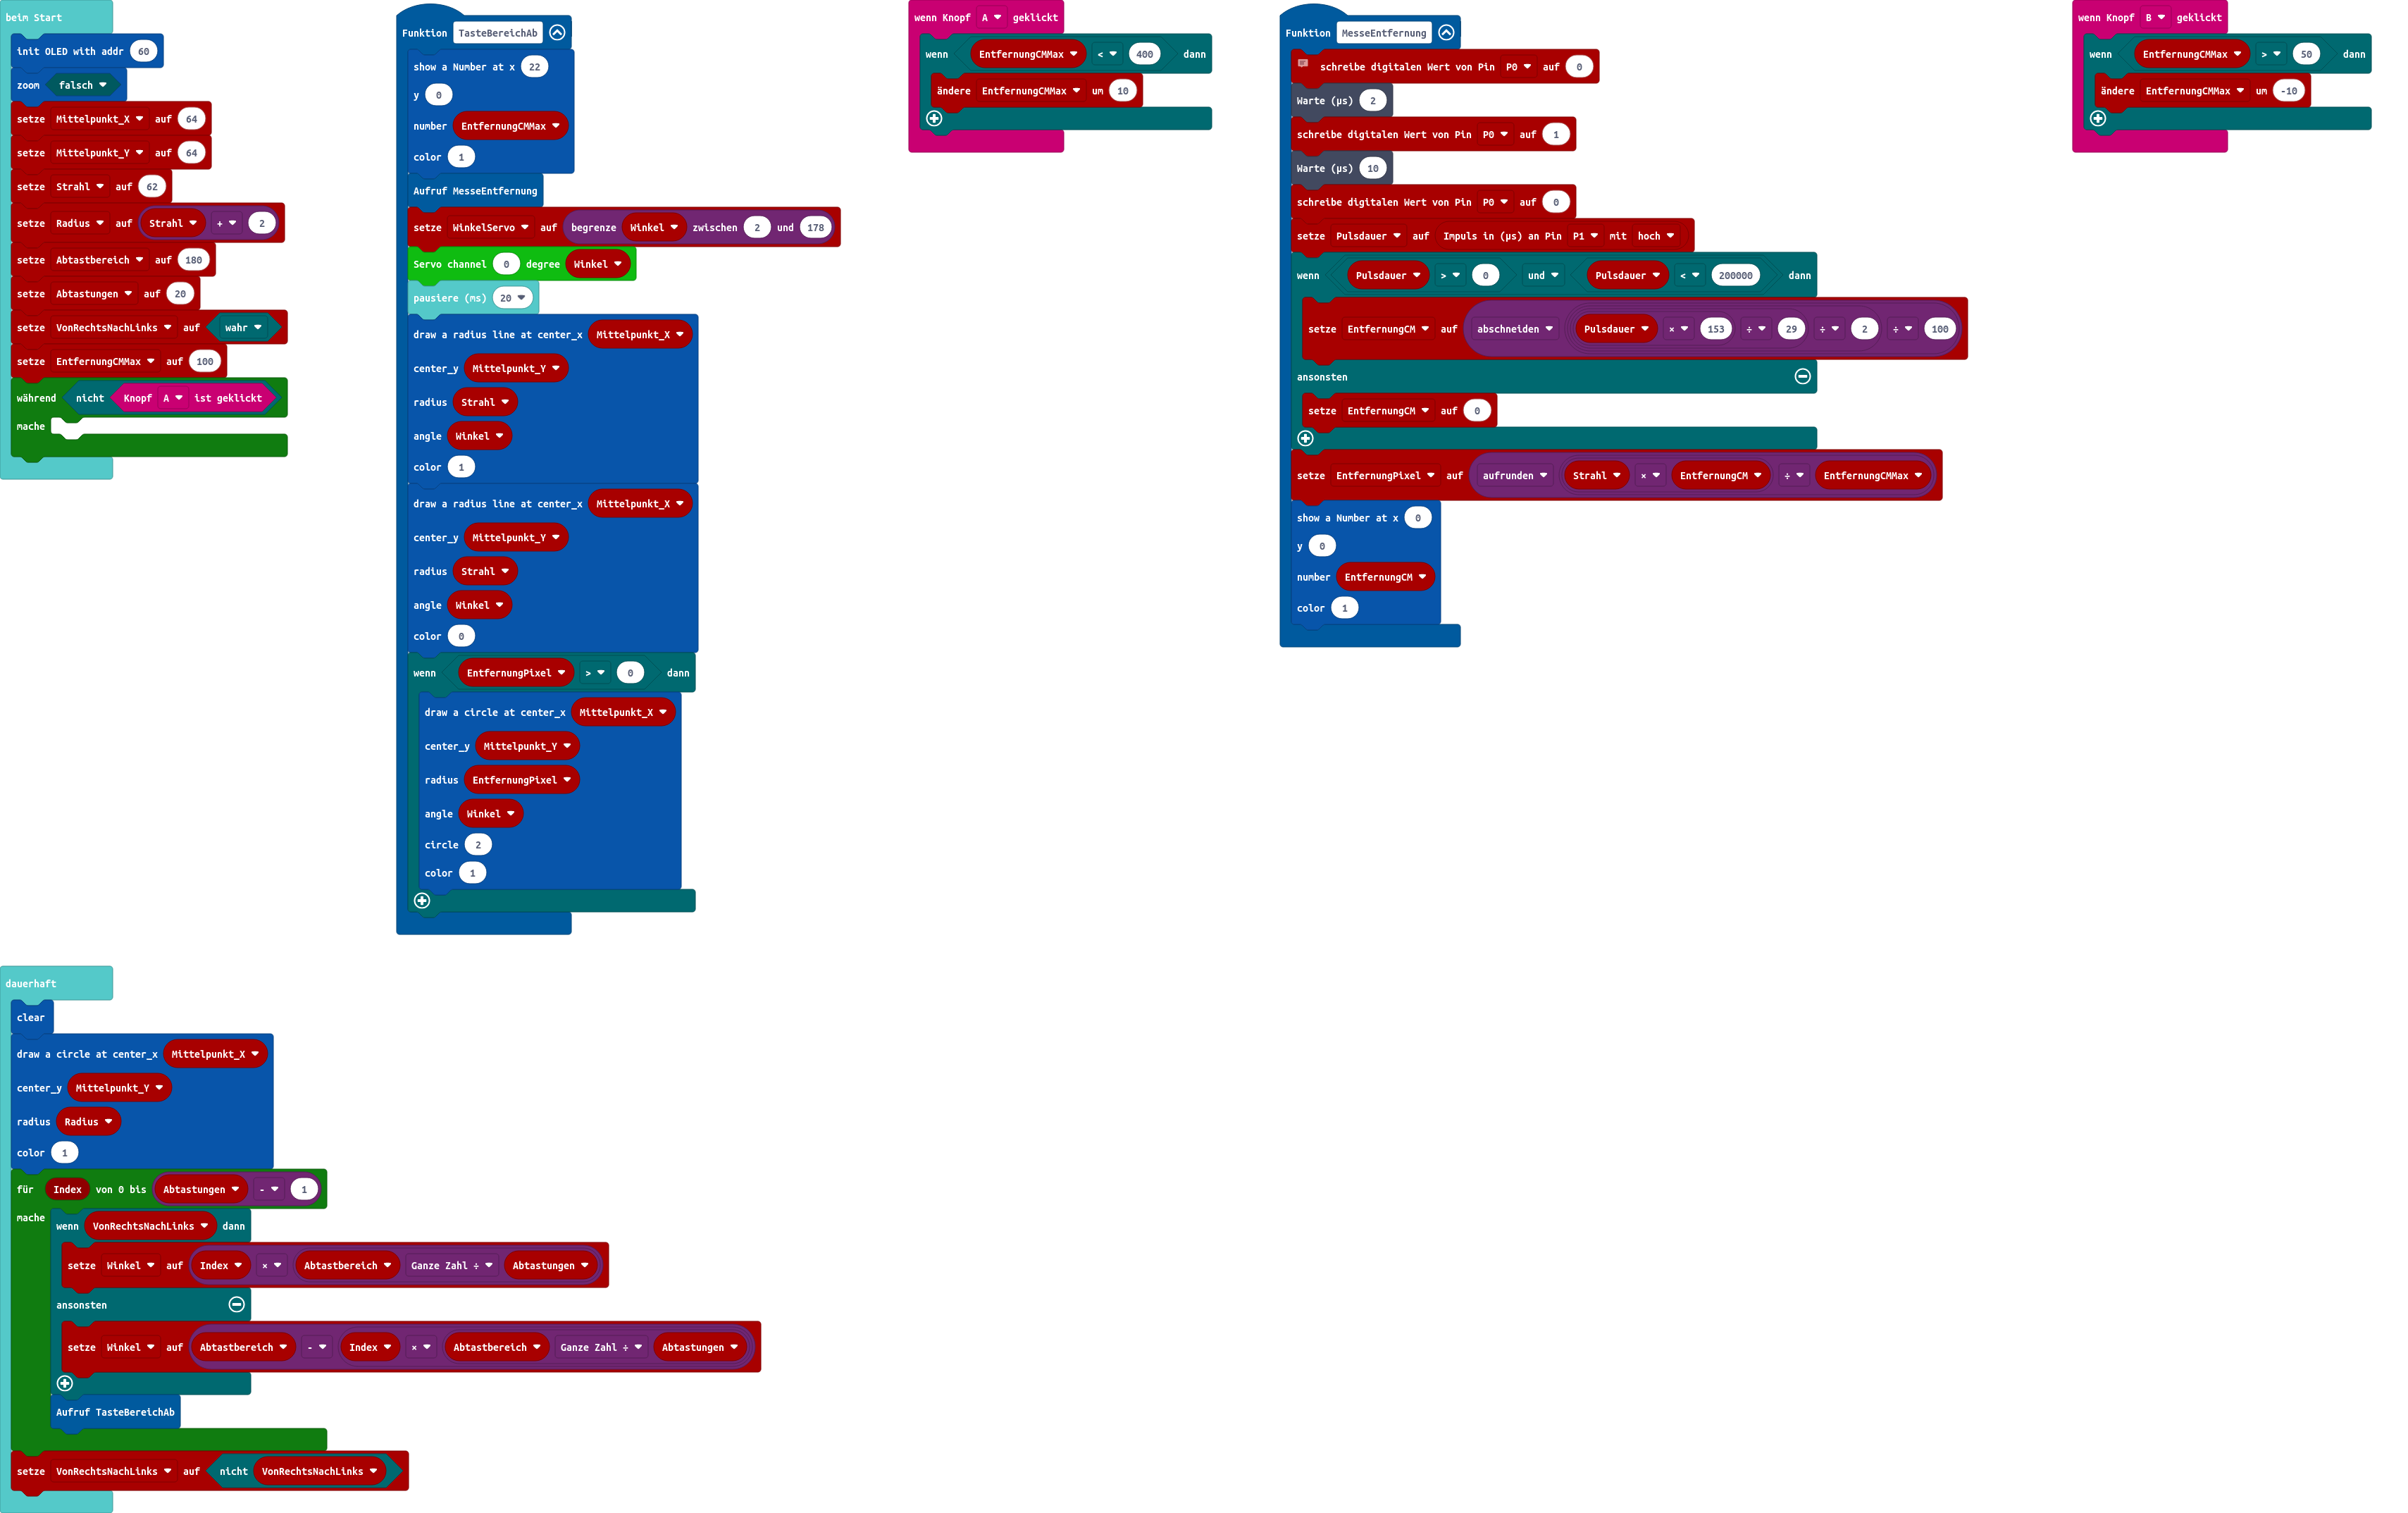 beim Start
init OLED with addr 60
zoom falsch
setze Mittelpunkt_X auf 64
setze Mittelpunkt_Y auf 64
setze Strahl auf 62
setze Radius auf Strahl + 2
setze Abtastbereich auf 180
setze Abtastungen auf 20
setze VonRechtsNachLinks auf wahr
setze EntfernungCMMax auf 100
während nicht Knopf A ist geklickt
mache
Funktion TasteBereichAb
show a Number at x 22
y 0
number EntfernungCMMax
color 1
Aufruf MesseEntfernung
setze WinkelServo auf begrenze Winkel zwischen 2 und 178
Servo channel 0 degree Winkel
pausiere (ms) 20
draw a radius line at center_x Mittelpunkt_X
center_y Mittelpunkt_Y
radius Strahl
angle Winkel
color 1
draw a radius line at center_x Mittelpunkt_X
center_y Mittelpunkt_Y
radius Strahl
angle Winkel
color 0
wenn EntfernungPixel > 0 dann
draw a circle at center_x Mittelpunkt_X
center_y Mittelpunkt_Y
radius EntfernungPixel
angle Winkel
circle 2
color 1
wenn Knopf A geklickt
wenn EntfernungCMMax < 400 dann
ändere EntfernungCMMax um 10
Funktion MesseEntfernung
schreibe digitalen Wert von Pin P0 auf 0
Warte (µs) 2
schreibe digitalen Wert von Pin P0 auf 1
Warte (µs) 10
schreibe digitalen Wert von Pin P0 auf 0
setze Pulsdauer auf Impuls in (µs) an Pin P1 mit hoch
wenn Pulsdauer > 0 und Pulsdauer < 200000 dann
setze EntfernungCM auf abschneiden Pulsdauer × 153 ÷ 29 ÷ 2 ÷ 100
ansonsten
setze EntfernungCM auf 0
setze EntfernungPixel auf aufrunden Strahl × EntfernungCM ÷ EntfernungCMMax
show a Number at x 0
y 0
number EntfernungCM
color 1
wenn Knopf B geklickt
wenn EntfernungCMMax > 50 dann
ändere EntfernungCMMax um -10
dauerhaft
clear
draw a circle at center_x Mittelpunkt_X
center_y Mittelpunkt_Y
radius Radius
color 1
für Index von 0 bis Abtastungen - 1
mache wenn VonRechtsNachLinks dann
setze Winkel auf Index × Abtastbereich Ganze Zahl ÷ Abtastungen
ansonsten
setze Winkel auf Abtastbereich - Index × Abtastbereich Ganze Zahl ÷ Abtastungen
Aufruf TasteBereichAb
setze VonRechtsNachLinks auf nicht VonRechtsNachLinks